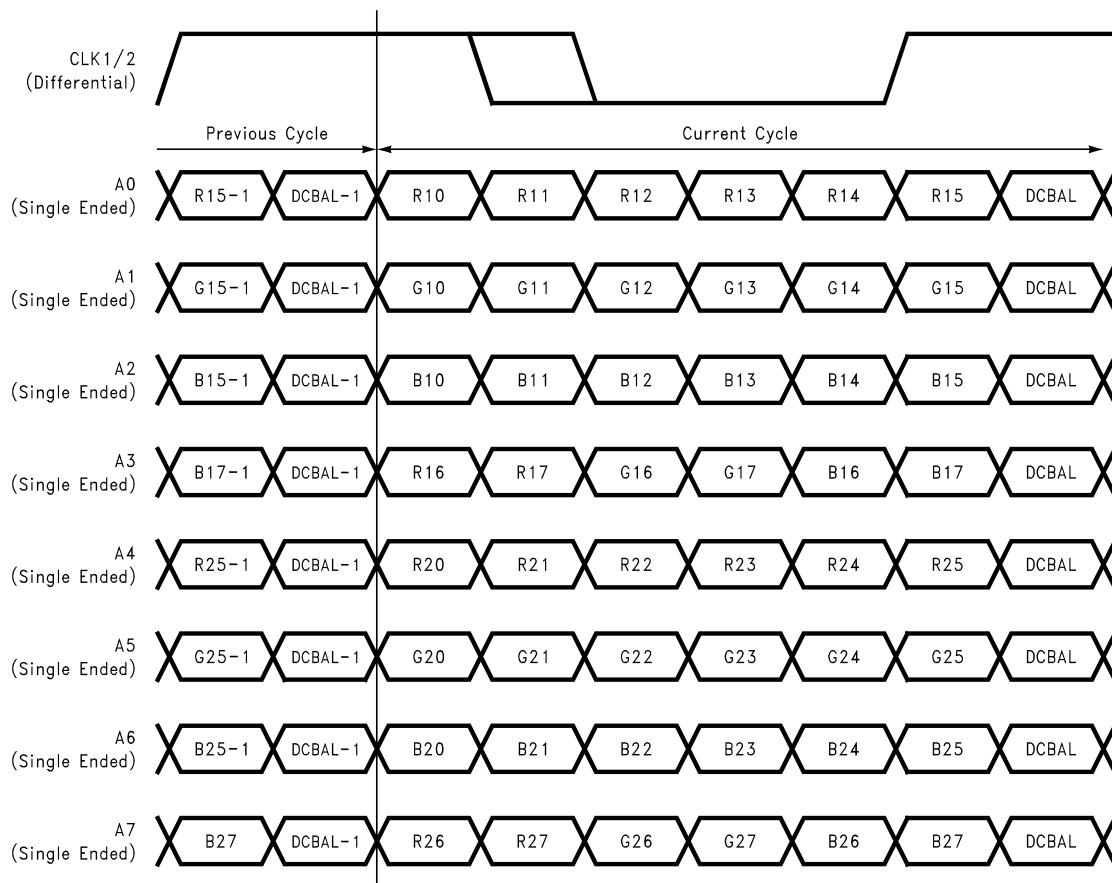 CLK1/2
(Differential)
Previous Cycle
Current Cycle
A0
(Single Ended)
R15-1 DCBAL-1 R10 R11 R12 R13 R14 R15 DCBAL
A1
(Single Ended)
G15-1 DCBAL-1 G10 G11 G12 G13 G14 G15 DCBAL
A2
(Single Ended)
B15-1 DCBAL-1 B10 B11 B12 B13 B14 B15 DCBAL
A3
(Single Ended)
B17-1 DCBAL-1 R16 R17 G16 G17 B16 B17 DCBAL
A4
(Single Ended)
R25-1 DCBAL-1 R20 R21 R22 R23 R24 R25 DCBAL
A5
(Single Ended)
G25-1 DCBAL-1 G20 G21 G22 G23 G24 G25 DCBAL
A6
(Single Ended)
B25-1 DCBAL-1 B20 B21 B22 B23 B24 B25 DCBAL
A7
(Single Ended)
B27 DCBAL-1 R26 R27 G26 G27 B26 B27 DCBAL